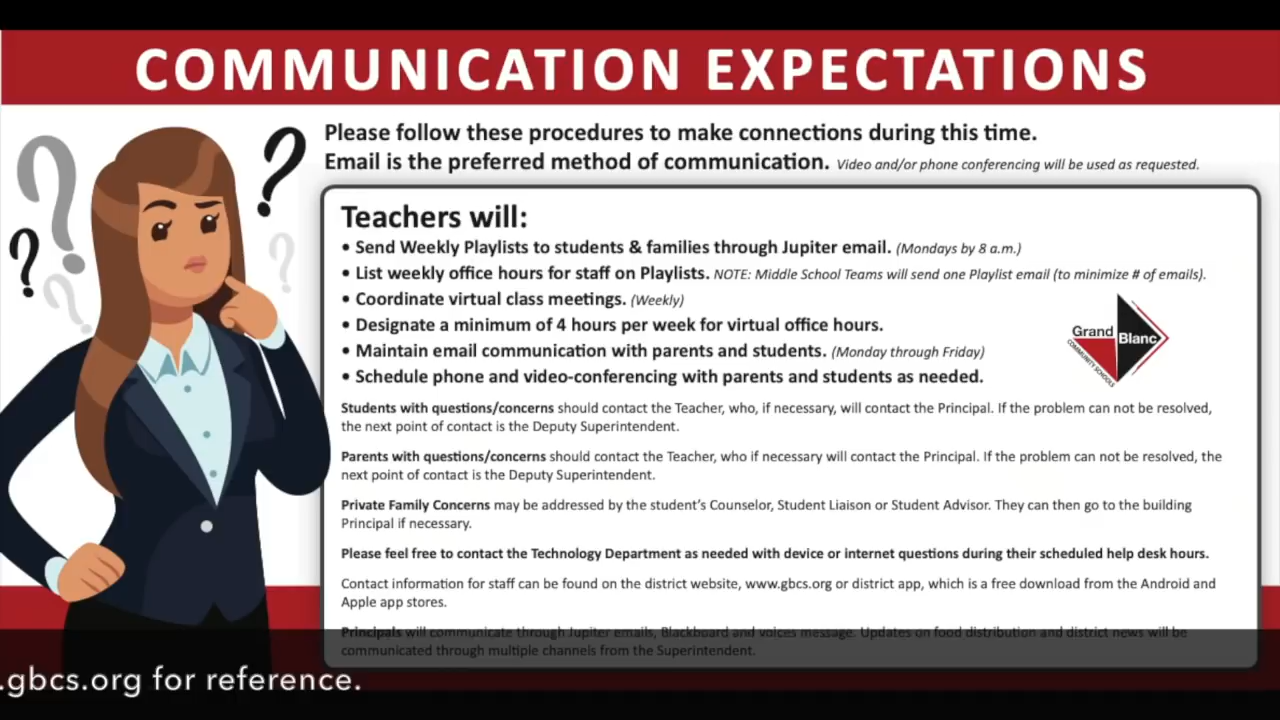 COMMUNICATION EXPECTATIONS
Please follow these procedures to make connections during this time.
Email is the preferred method of communication. Video and/or phone conferencing will be used as requested.
Teachers will:
• Send Weekly Playlists to students & families through Jupiter email. (Mondays by 8 a.m.)
• List weekly office hours for staff on Playlists. NOTE: Middle School Teams will send one Playlist email (to minimize # of emails).
• Coordinate virtual class meetings. (Weekly)
• Designate a minimum of 4 hours per week for virtual office hours.
• Maintain email communication with parents and students. (Monday through Friday)
• Schedule phone and video-conferencing with parents and students as needed.
Grand Blanc
COMMUNITY SCHOOLS
Students with questions/concerns should contact the Teacher, who, if necessary, will contact the Principal. If the problem can not be resolved,
the next point of contact is the Deputy Superintendent.
Parents with questions/concerns should contact the Teacher, who if necessary will contact the Principal. If the problem can not be resolved, the
next point of contact is the Deputy Superintendent.
Private Family Concerns may be addressed by the student's Counselor, Student Liaison or Student Advisor. They can then go to the building
Principal if necessary.
Please feel free to contact the Technology Department as needed with device or internet questions during their scheduled help desk hours.
Contact information for staff can be found on the district website, www.gbcs.org or district app, which is a free download from the Android and
Apple app stores.
Principals will communicate through Jupiter emails, Blackboard and voices message. Updates on food distribution and district news will be
communicated through multiple channels from the Superintendent.
.gbcs.org for reference.